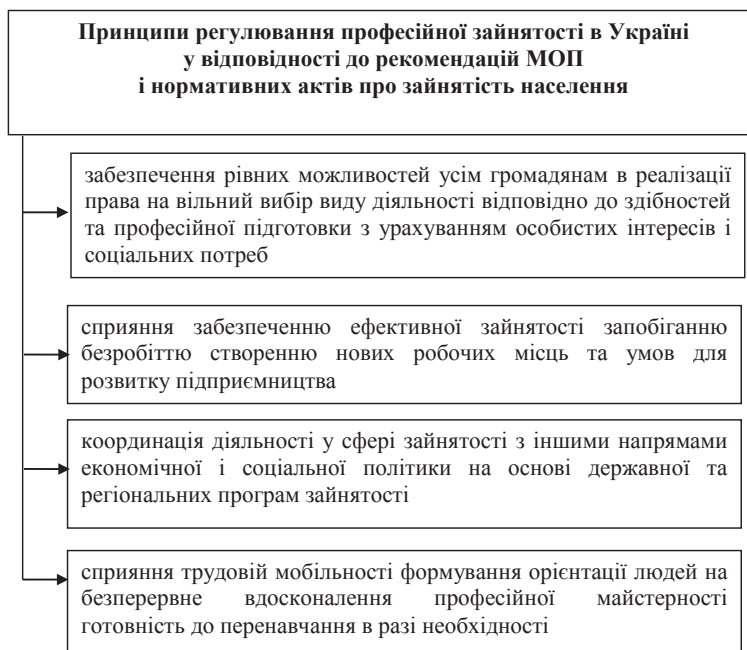 Принципи регулювання професійної зайнятості в Україні
у відповідності до рекомендацій МОП
і нормативних актів про зайнятість населення
забезпечення рівних можливостей усім громадянам в реалізації
права на вільний вибір виду діяльності відповідно до здібностей
та професійної підготовки з урахуванням особистих інтересів і
соціальних потреб
сприяння забезпеченню ефективної зайнятості запобіганню
безробіттю створенню нових робочих місць та умов для
розвитку підприємництва
координація діяльності у сфері зайнятості з іншими напрямами
економічної і соціальної політики на основі державної та
регіональних програм зайнятості
сприяння трудовій мобільності формування орієнтації людей на
безперервне вдосконалення професійної майстерності
готовність до перенавчання в разі необхідності